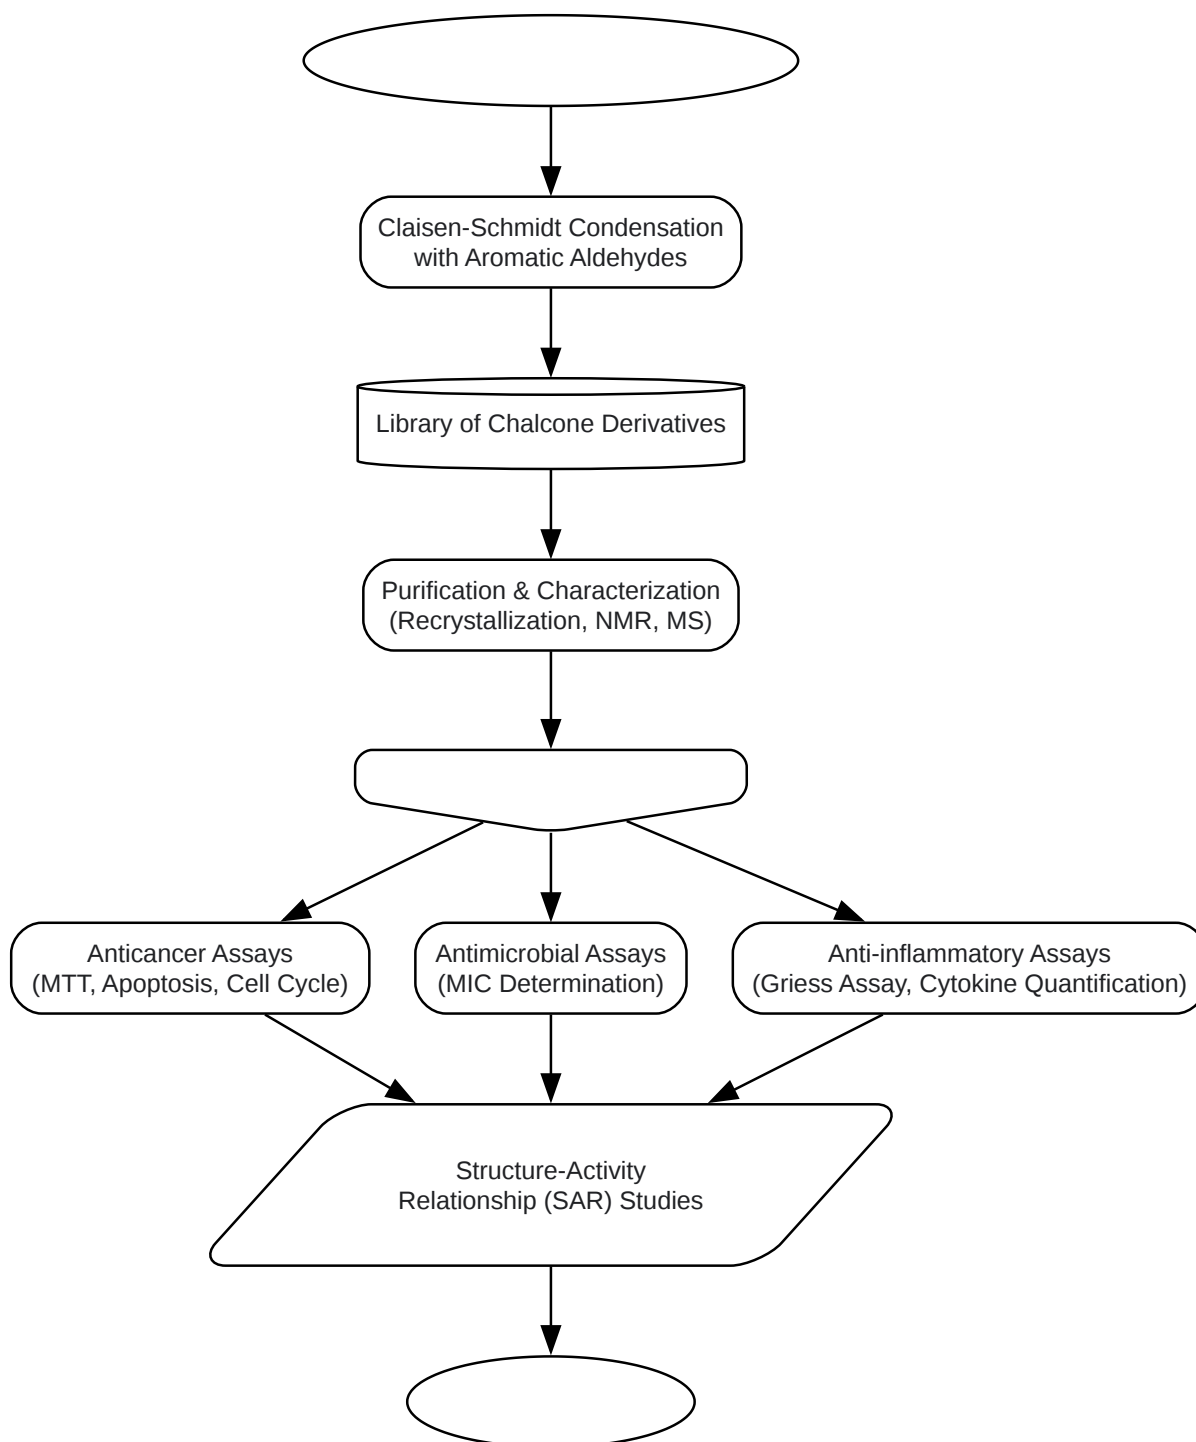 Claisen-Schmidt Condensation
with Aromatic Aldehydes
Library of Chalcone Derivatives
Purification & Characterization
(Recrystallization, NMR, MS)
Anticancer Assays
(MTT, Apoptosis, Cell Cycle)
Antimicrobial Assays
(MIC Determination)
Anti-inflammatory Assays
(Griess Assay, Cytokine Quantification)
Structure-Activity
Relationship (SAR) Studies